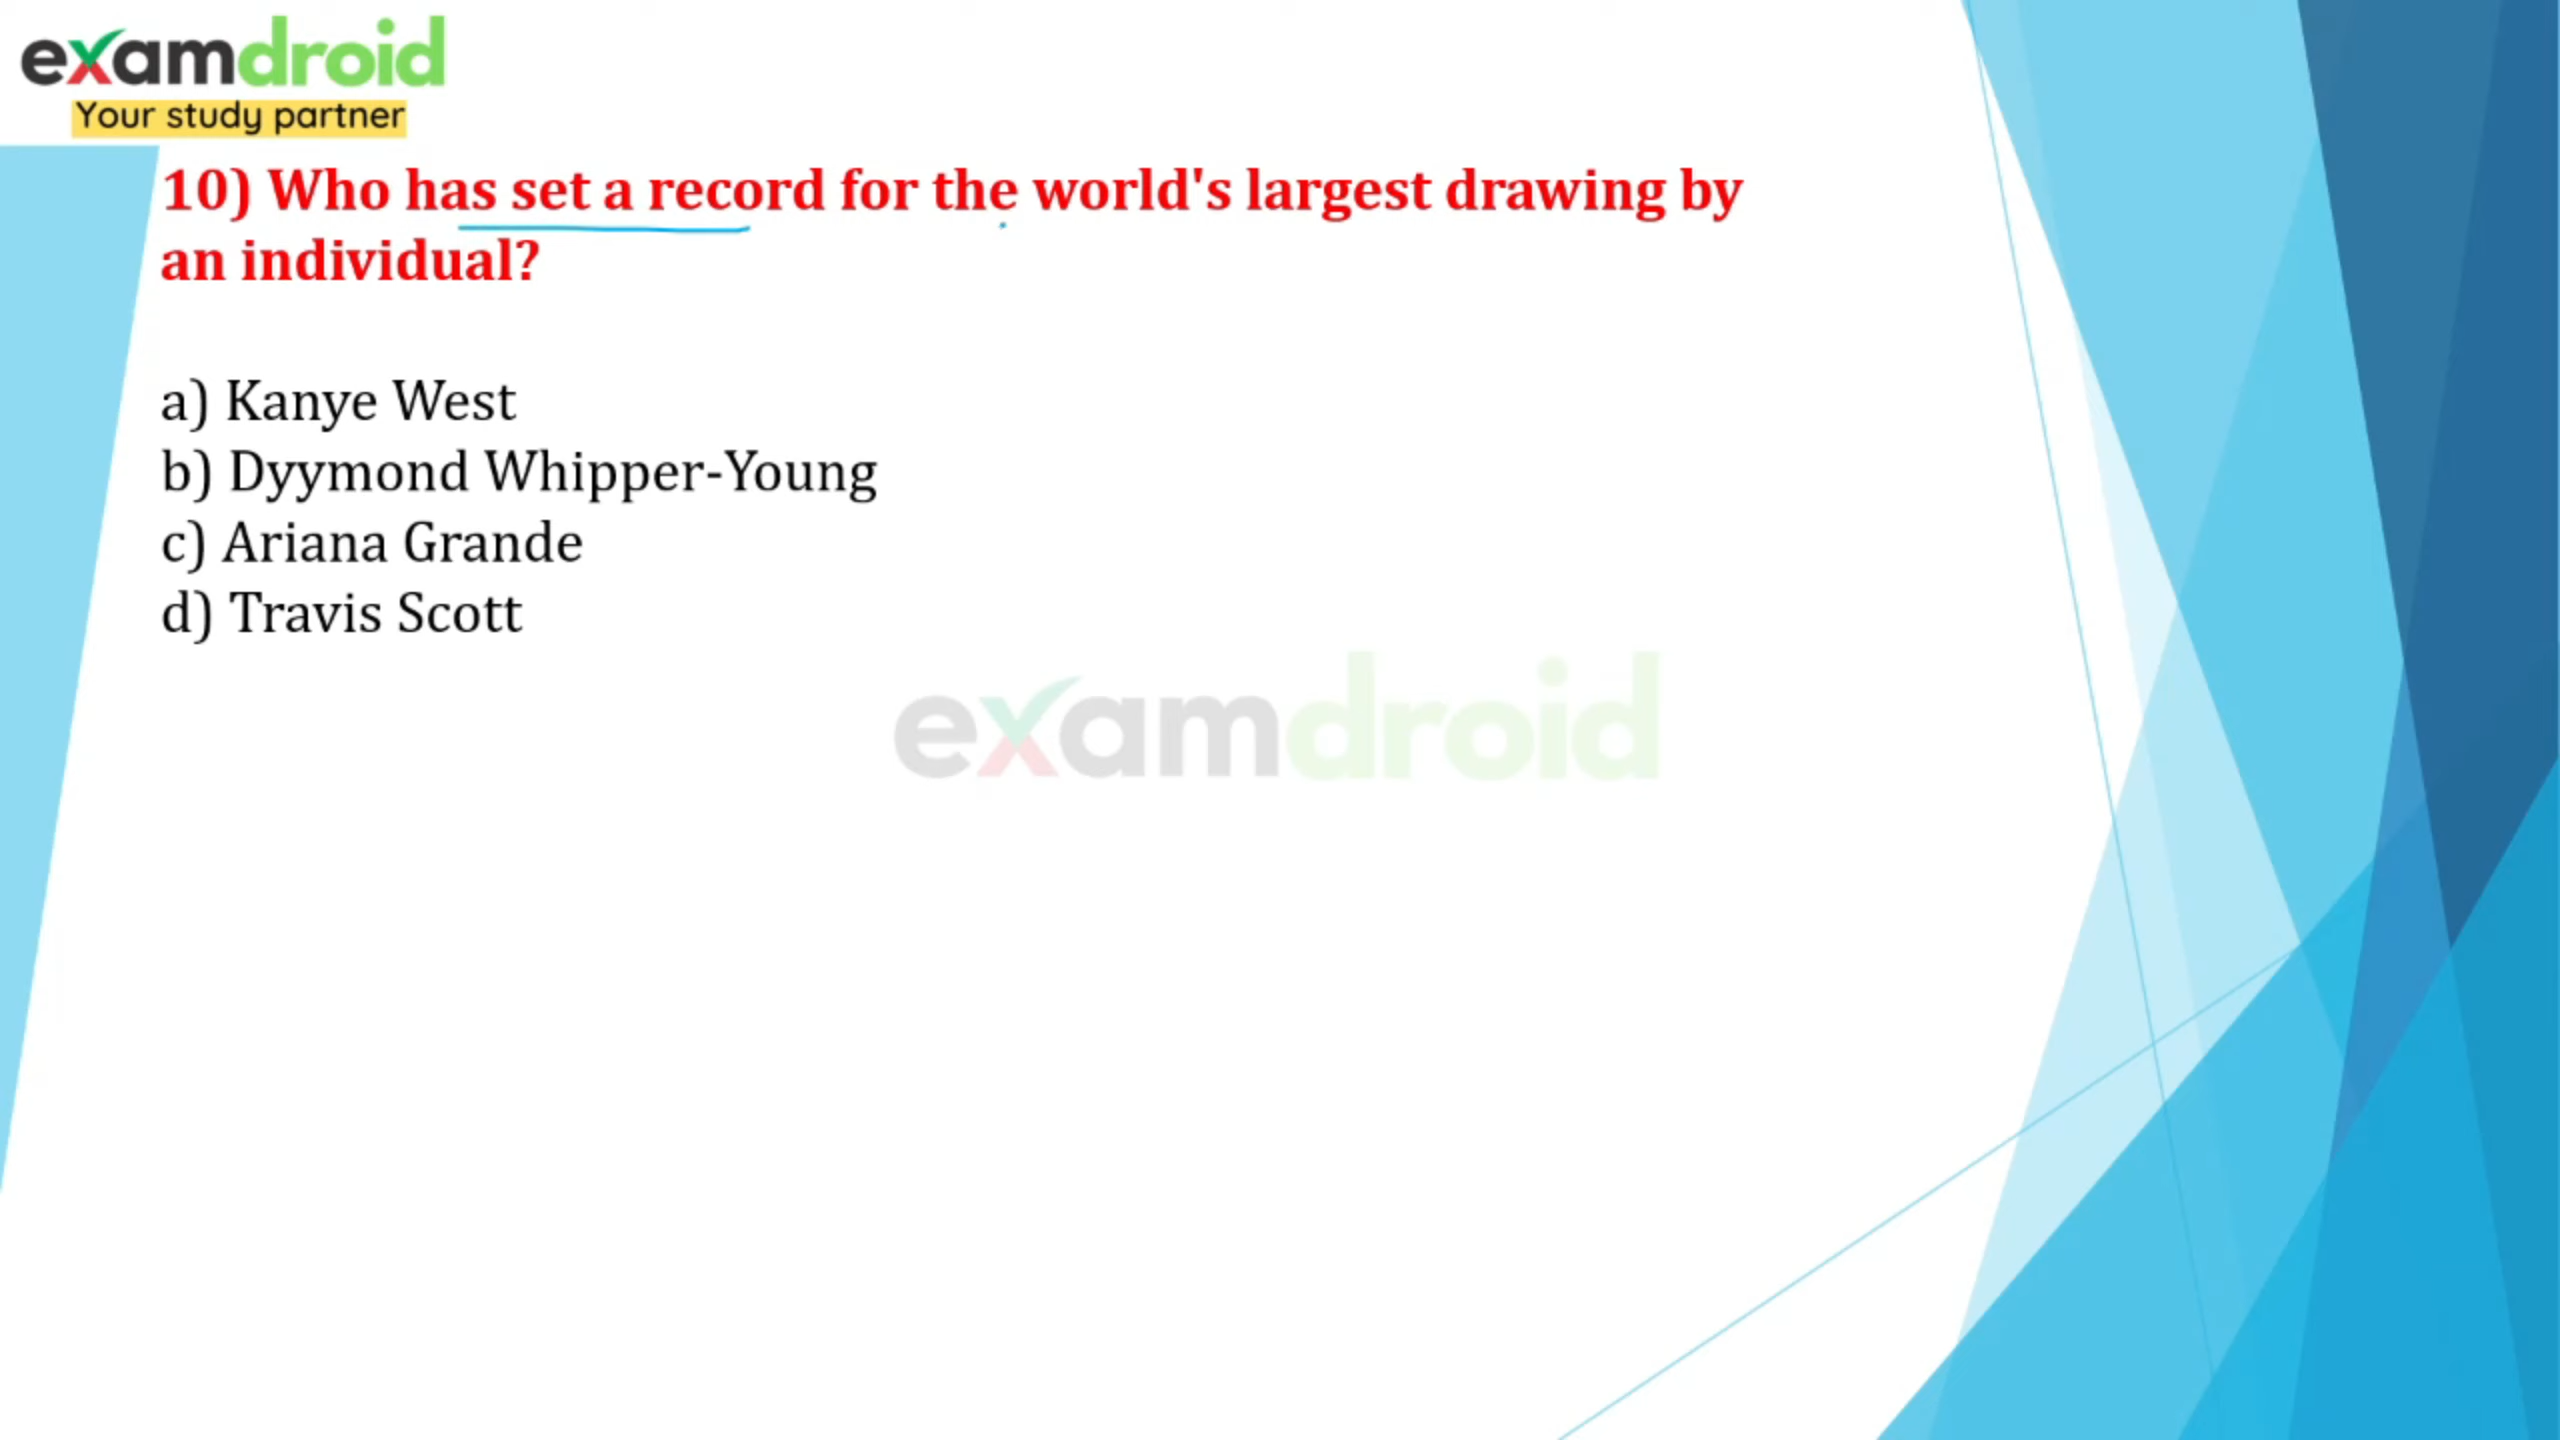 examdroid
Your study partner
10) Who has set a record for the world's largest drawing by
an individual?
a) Kanye West
b) Dyymond Whipper-Young
c) Ariana Grande
d) Travis Scott
examdroid